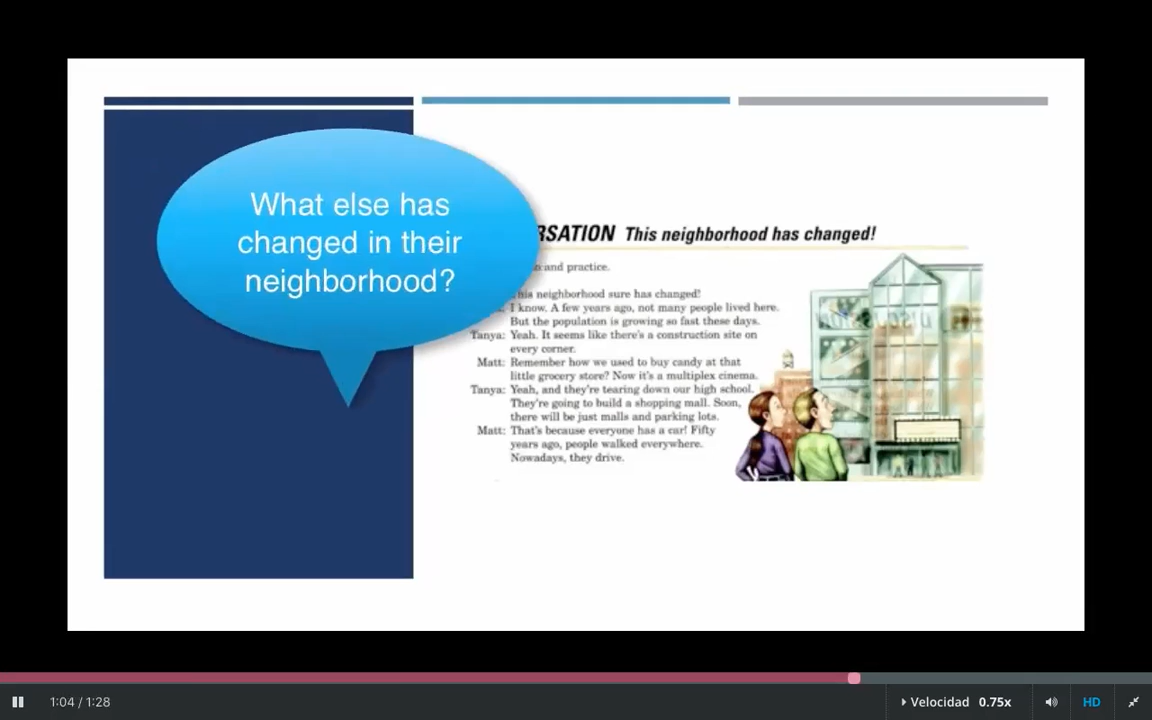 What else has
changed in their
neighborhood?
RSATION This neighborhood has changed!
and practice.
his neighborhood sure has changed!
I know. A few years ago, not many people lived here.
But the population is growing so fast these days.
Tanya: Yeah. It seems like there's a construction site on
every corner.
Matt: Remember how we used to buy candy at that
little grocery store? Now it's a multiplex cinema.
Tanya: Yeah, and they're tearing down our high school.
They're going to build a shopping mall. Soon,
there will be just malls and parking lots.
Matt: That's because everyone has a car! Fifty
years ago, people walked everywhere.
Nowadays, they drive.
1:04 / 1:28
Velocidad 0.75x
HD